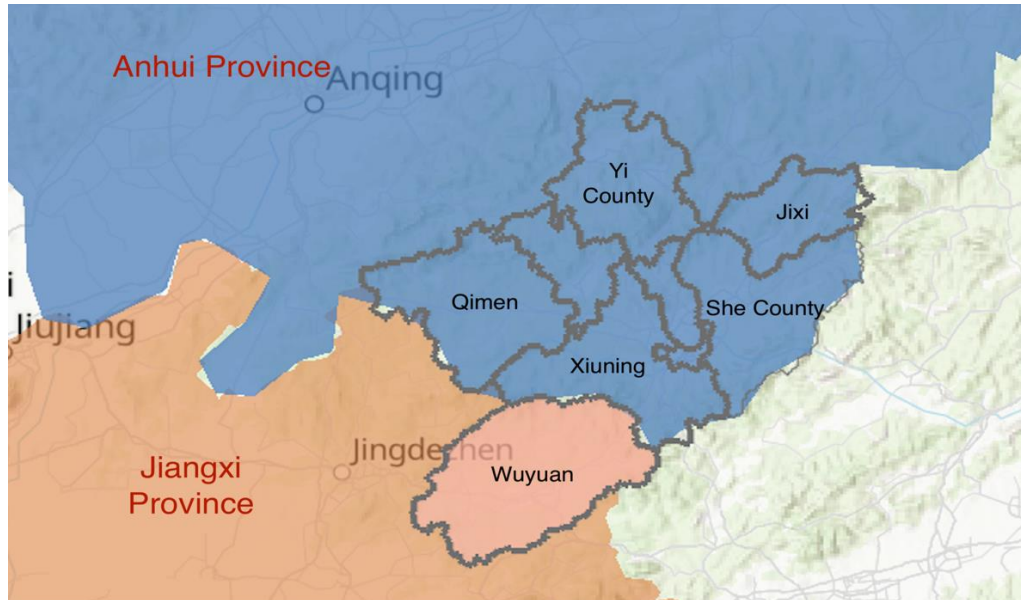 Anhui Province
Anqing
Yi
County
Jixi
i
Qimen
She County
Jiujiang
Xiuning
Jingdezhen
Jiangxi
Province
Wuyuan